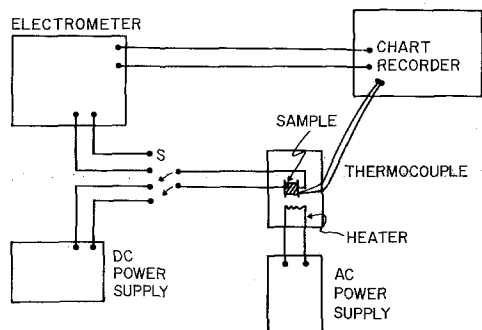 ELECTROMETER
CHART
RECORDER
S
SAMPLE
THERMOCOUPLE
HEATER
DC
POWER
SUPPLY
AC
POWER
SUPPLY